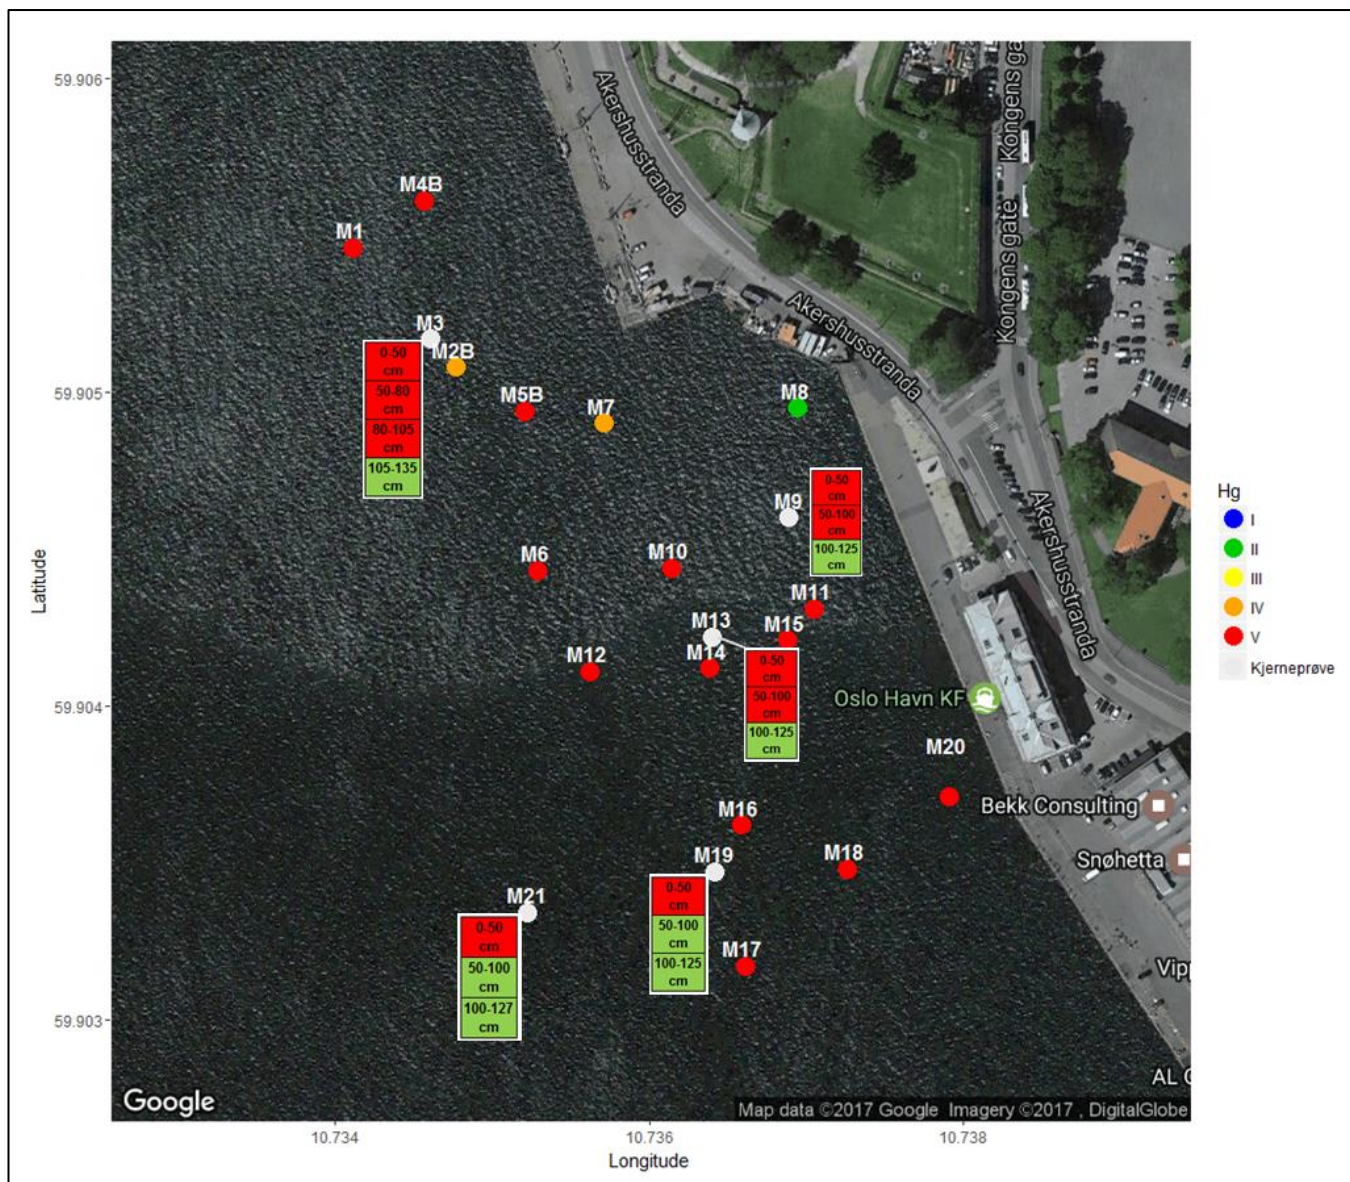 59.906
59.905
59.904
59.903
Latitude
10.734
10.736
10.738
Longitude
Akershusstranda
Kongens ga
Kongens gate
Akershusstranda
Akershusstranda
M4B
M1
M3
M2B
0-50
cm
50-80
cm
80-105
cm
105-135
cm
M5B
M7
M8
M9
0-50
cm
50-100
cm
100-125
cm
M6
M10
M11
M13
M15
M12
M14
0-50
cm
50-100
cm
100-125
cm
Oslo Havn KF
M20
Bekk Consulting
M16
M18
Snøhetta
M19
0-50
cm
50-100
cm
100-125
cm
M21
0-50
cm
50-100
cm
100-127
cm
M17
Vipp
AL
Google
Map data ©2017 Google Imagery ©2017 , DigitalGlobe
Hg
I
II
III
IV
V
Kjerneprøve